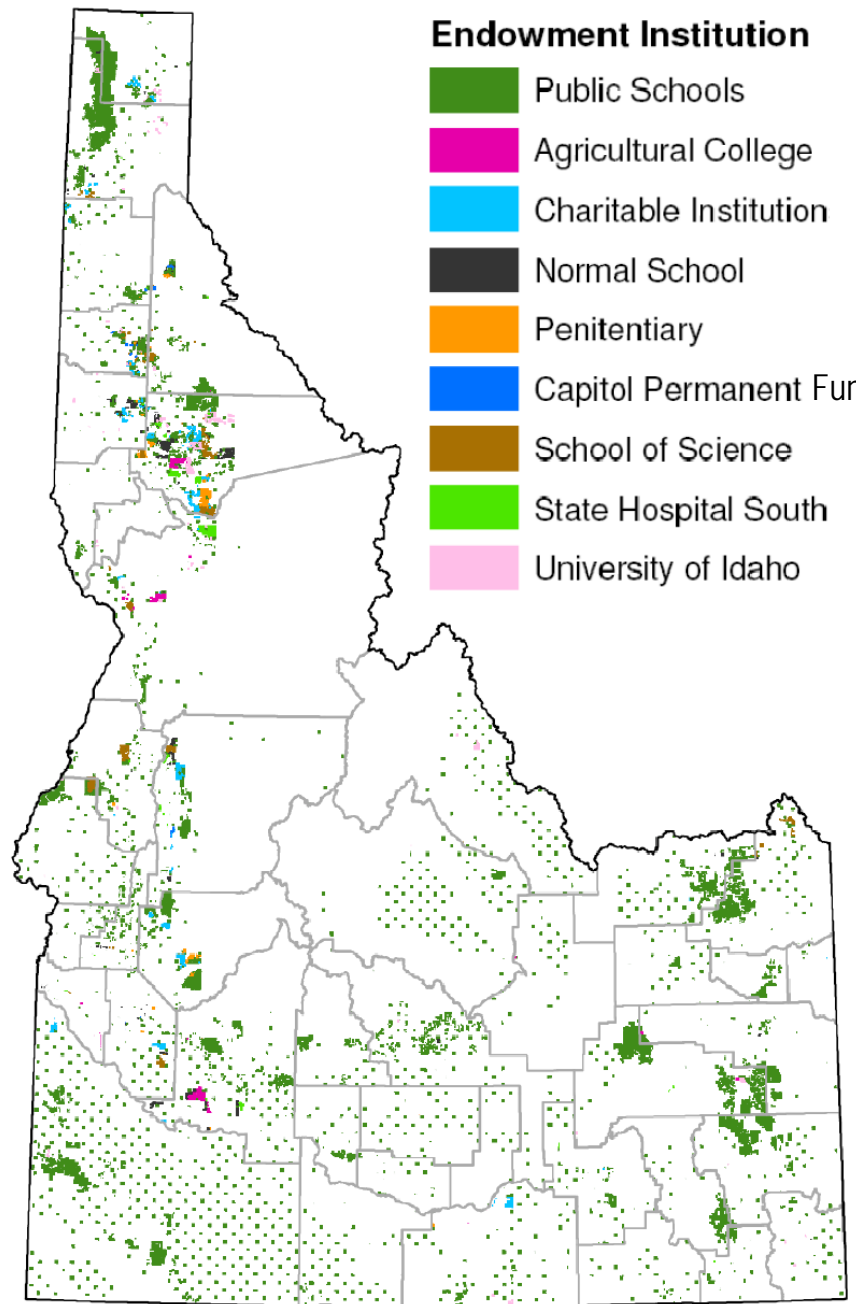 Endowment Institution
Public Schools
Agricultural College
Charitable Institution
Normal School
Penitentiary
Capitol Permanent Fur
School of Science
State Hospital South
University of Idaho